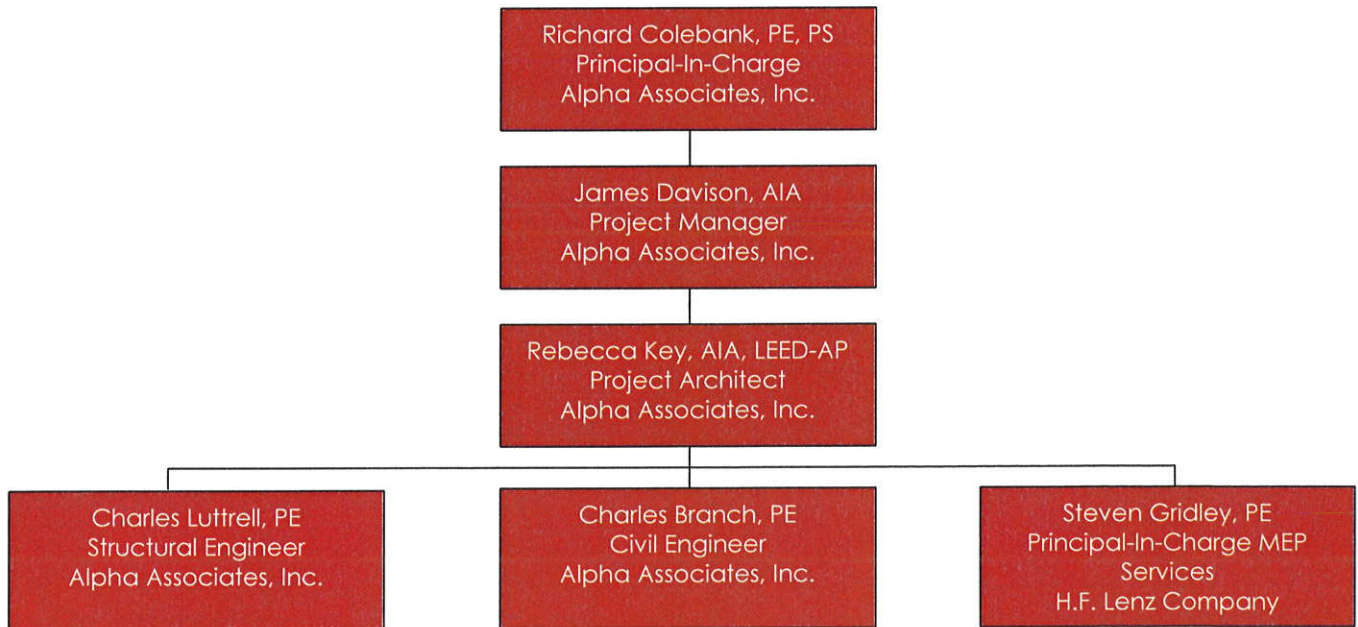 Richard Colebank, PE, PS
Principal-In-Charge
Alpha Associates, Inc.
James Davison, AIA
Project Manager
Alpha Associates, Inc.
Rebecca Key, AIA, LEED-AP
Project Architect
Alpha Associates, Inc.
Charles Luttrell, PE
Structural Engineer
Alpha Associates, Inc.
Charles Branch, PE
Civil Engineer
Alpha Associates, Inc.
Steven Gridley, PE
Principal-In-Charge MEP
Services
H.F. Lenz Company